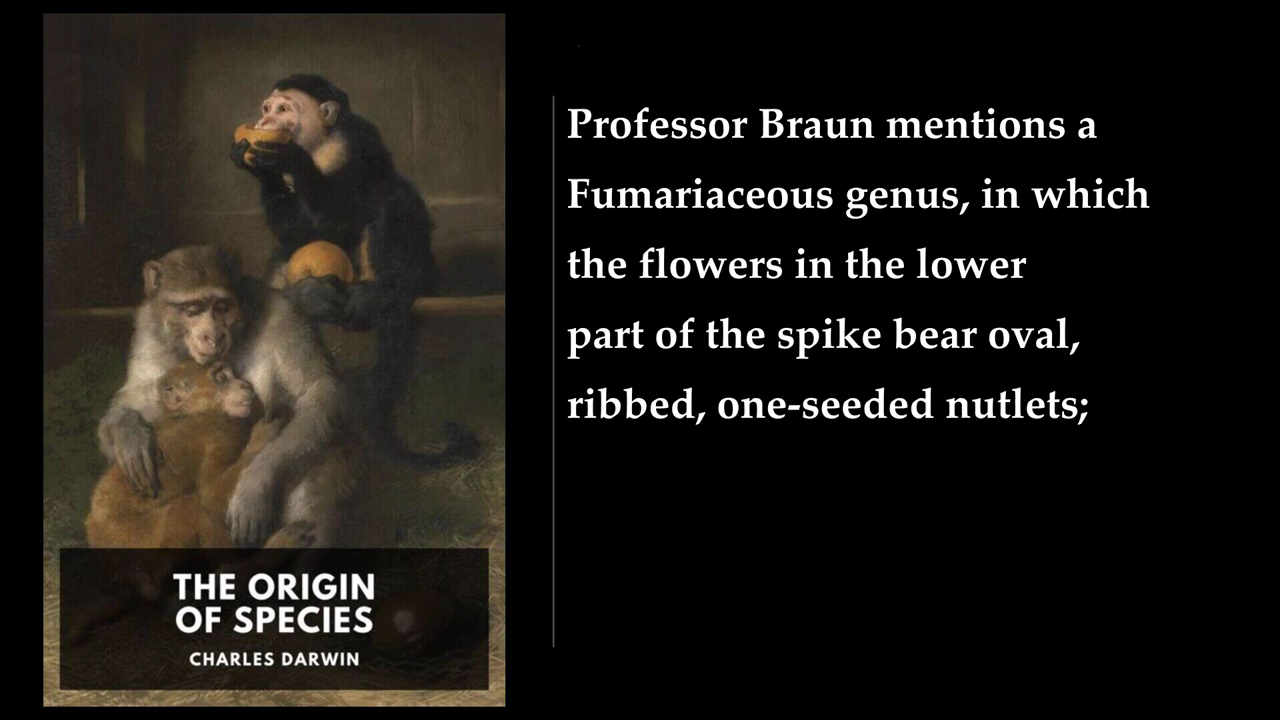 THE ORIGIN
OF SPECIES
CHARLES DARWIN
Professor Braun mentions a
Fumariaceous genus, in which
the flowers in the lower
part of the spike bear oval,
ribbed, one-seeded nutlets;